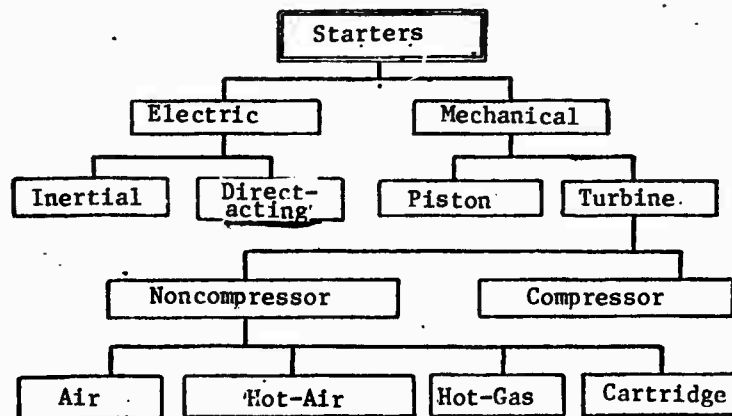 Starters
Electric
Mechanical
Inertial
Direct-
acting
Piston
Turbine
Noncompressor
Compressor
Air
Hot-Air
Hot-Gas
Cartridge